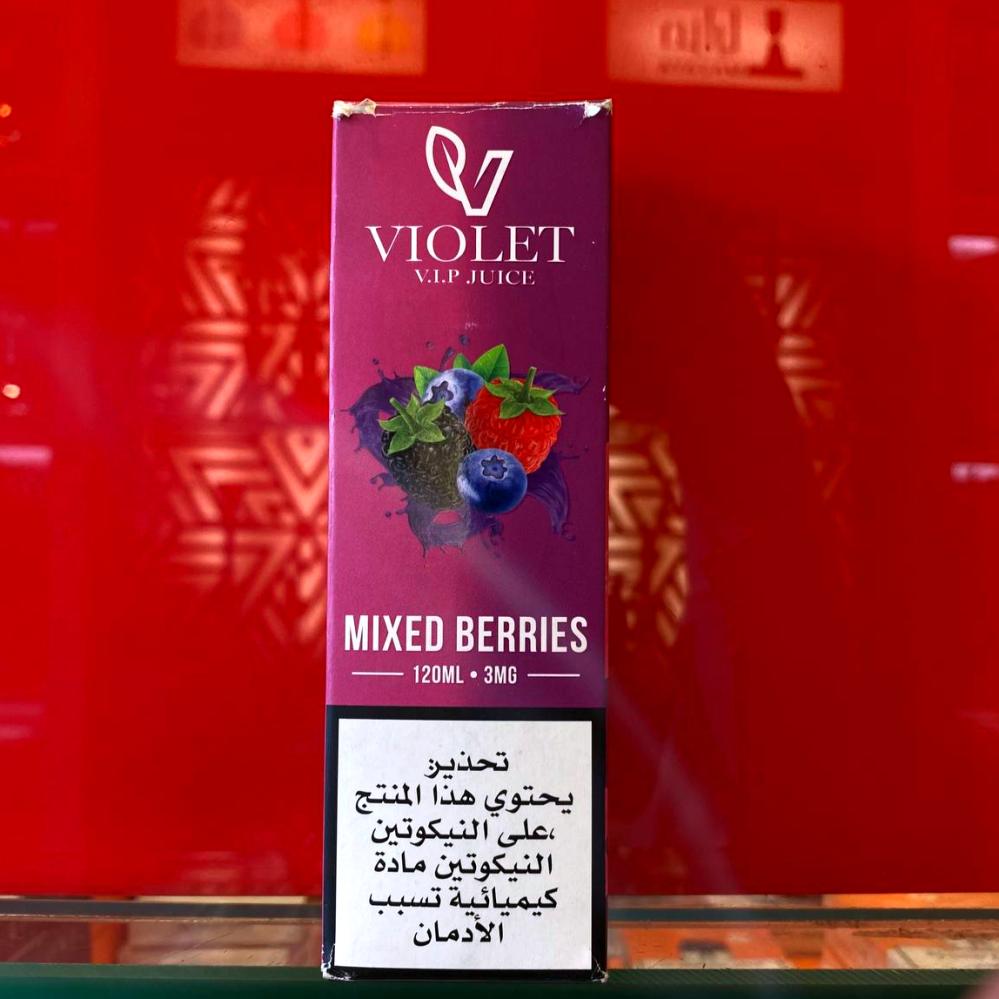 VIOLET
V.I.P JUICE
MIXED BERRIES
120ML • 3MG
تحذير:
يحتوي هذا المنتج
على النيكوتين،
النيكوتين مادة
كيميائية تسبب
الأدمان